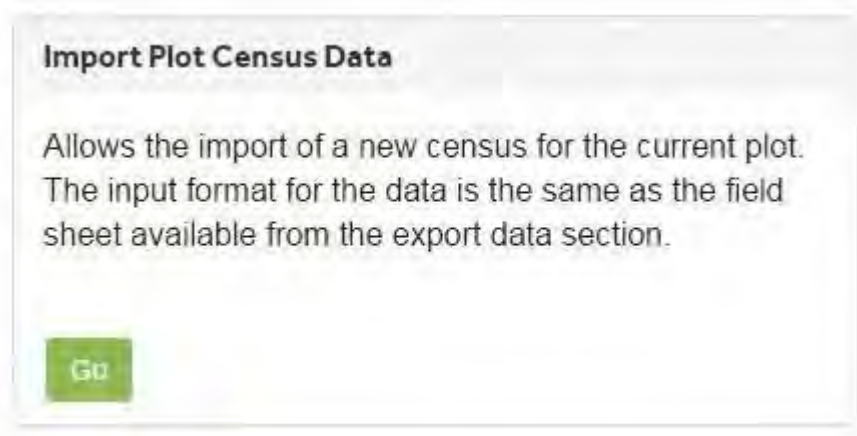 Import Plot Census Data
Allows the import of a new census for the current plot.
The input format for the data is the same as the field
sheet available from the export data section.
Go